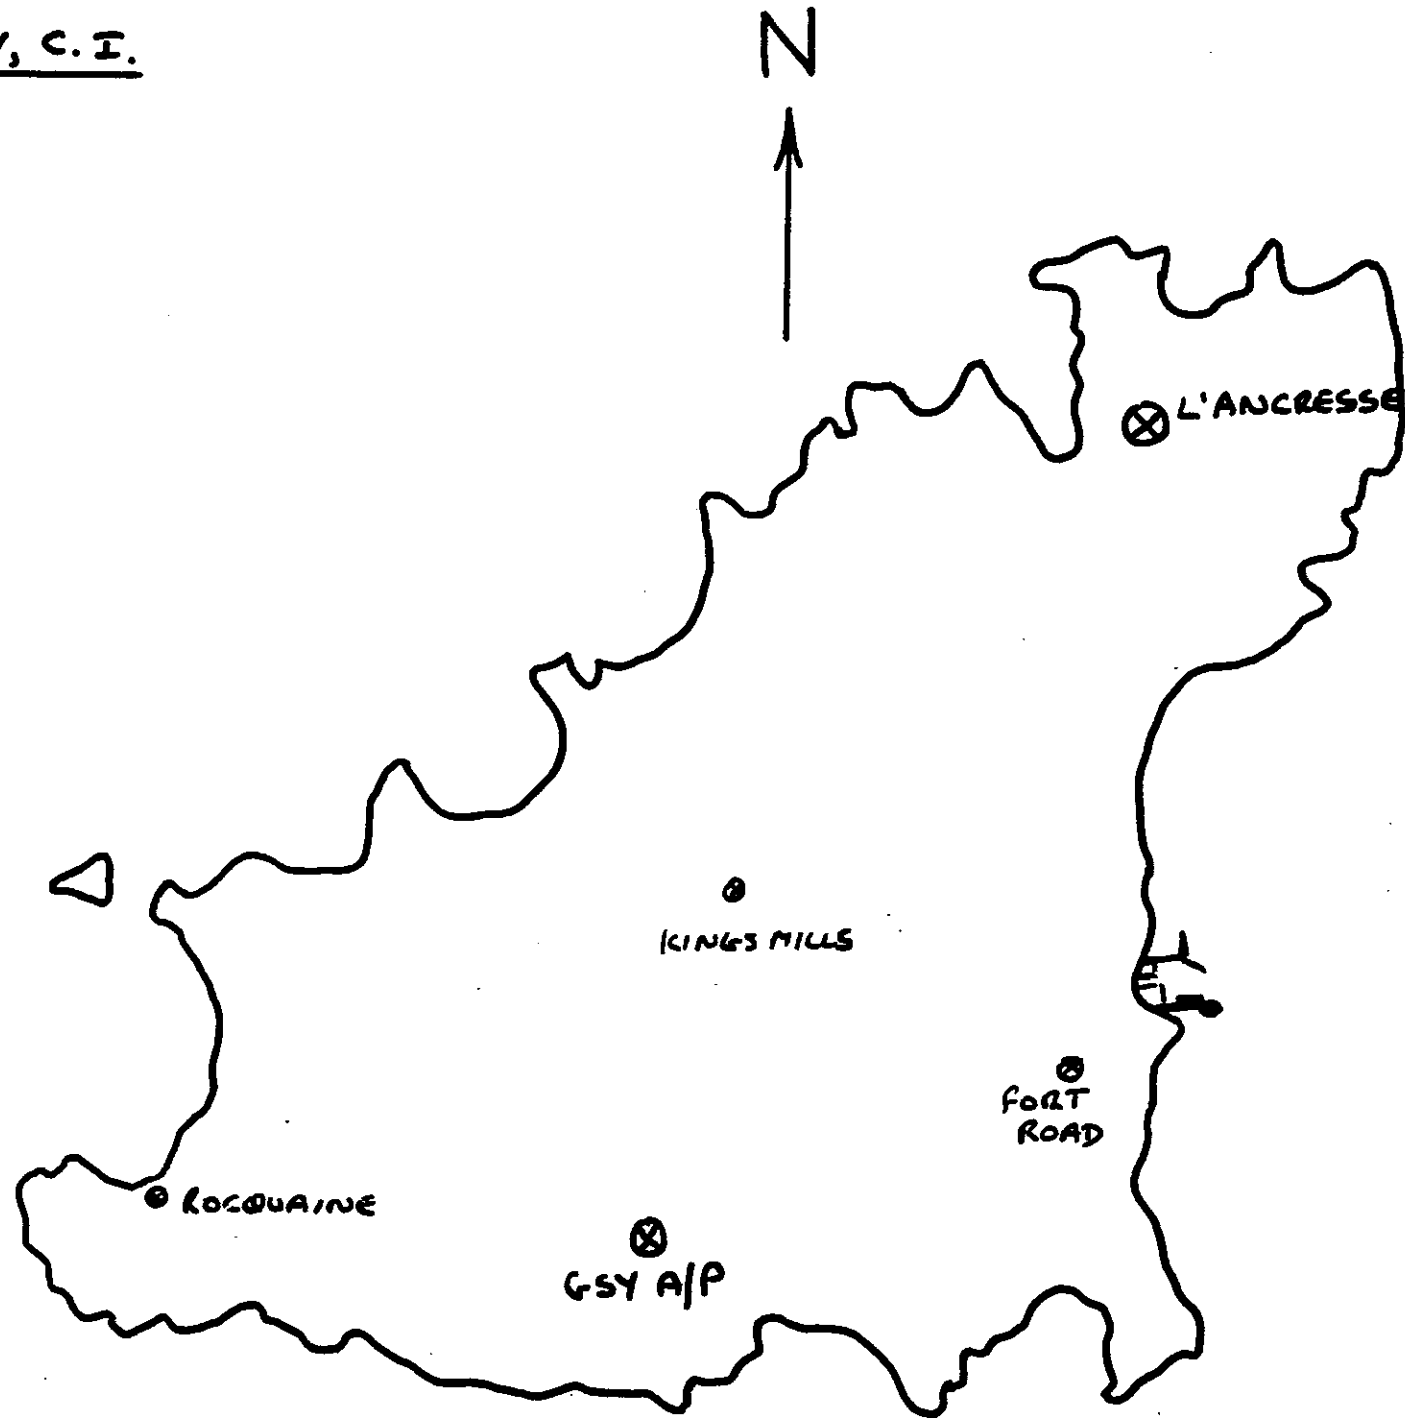 , C.I.
N
L'ANCRESSE
KINGS MILLS
FORT
ROAD
ROCQUAINE
GSY A/P